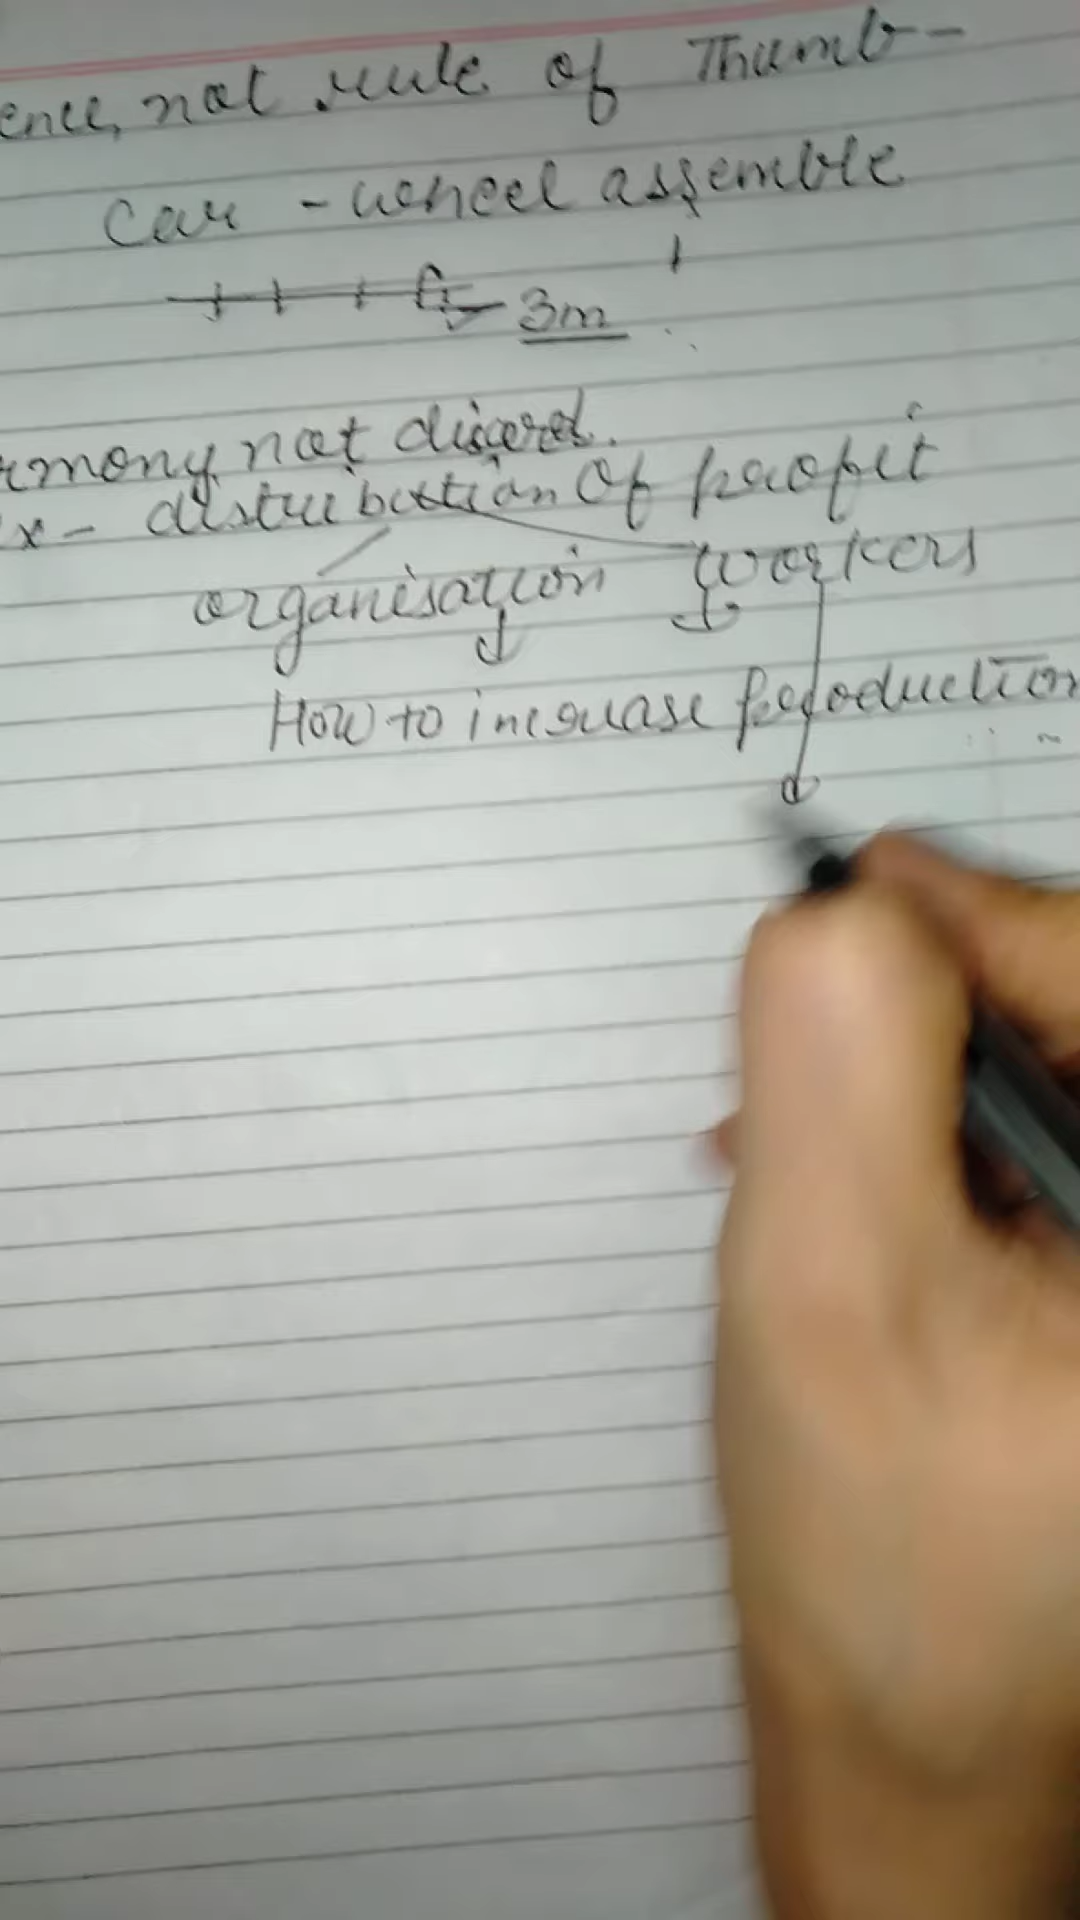 ence, not rule of Thumb-
Car - wheel assemble
3m
rmony not discord.
x- distribution of profit
organisation workers
How to increase production